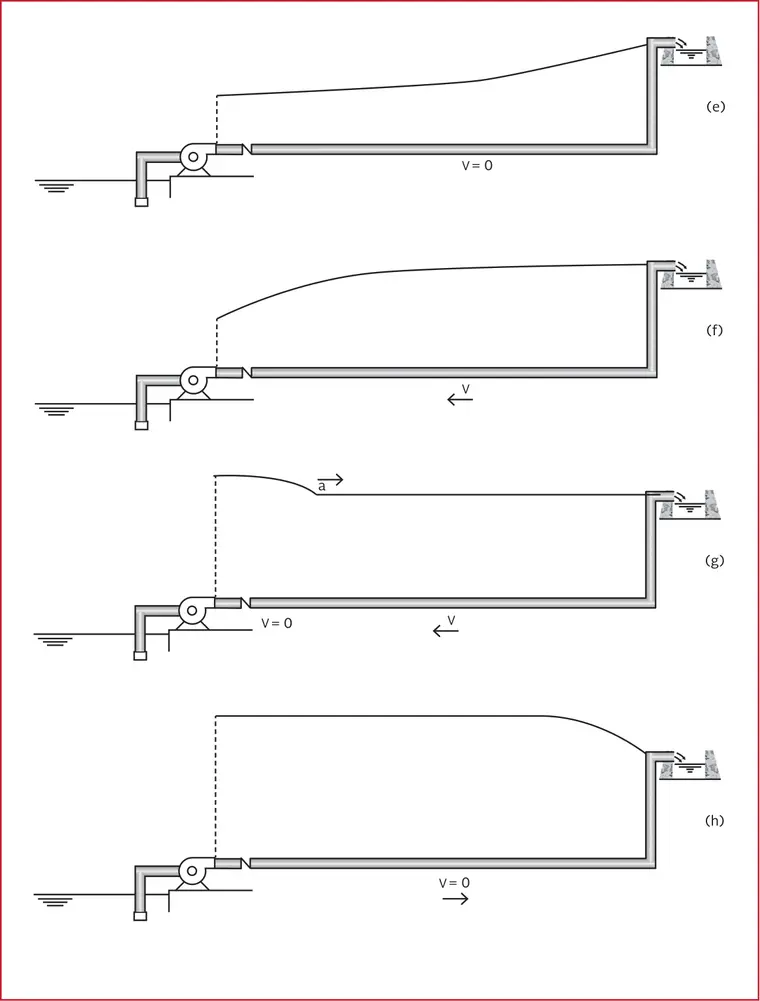 (e)
V = 0
(f)
V
a
(g)
V = 0
V
(h)
V = 0